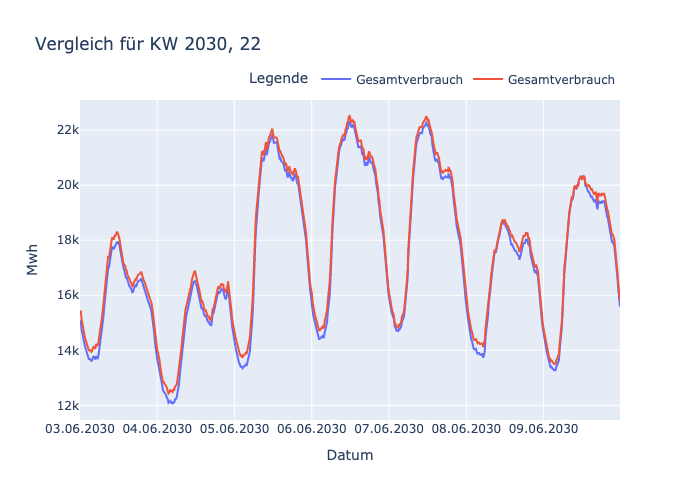 Vergleich für KW 2030, 22
Legende Gesamtverbrauch Gesamtverbrauch
22k
20k
18k
16k
14k
12k
Mwh
03.06.2030 04.06.2030 05.06.2030 06.06.2030 07.06.2030 08.06.2030 09.06.2030
Datum